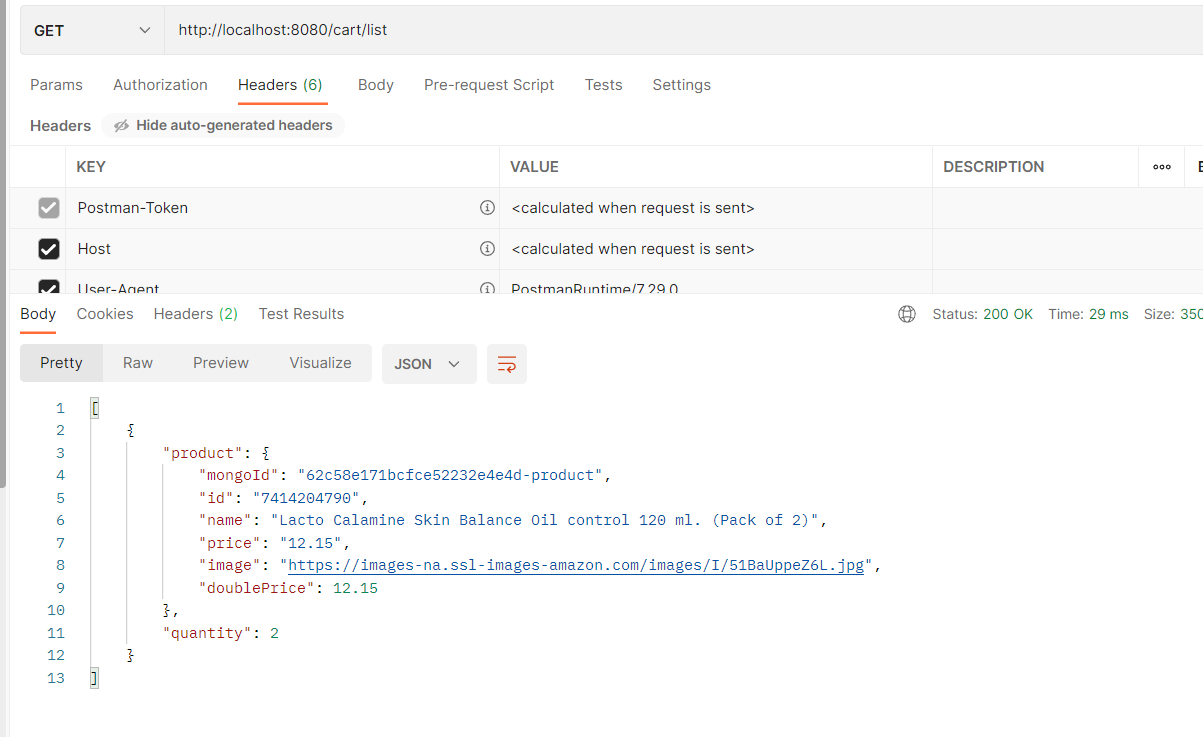 GET http://localhost:8080/cart/list
Params Authorization Headers (6) Body Pre-request Script Tests Settings
Headers Hide auto-generated headers
KEY VALUE DESCRIPTION
Postman-Token <calculated when request is sent>
Host <calculated when request is sent>
User-Agent PostmanRuntime/7.29.0
Body Cookies Headers (2) Test Results Status: 200 OK Time: 29 ms Size: 350
Pretty Raw Preview Visualize JSON
1 [
2 {
3 "product": {
4 "mongoId": "62c58e171bcfce52232e4e4d-product",
5 "id": "7414204790",
6 "name": "Lacto Calamine Skin Balance Oil control 120 ml. (Pack of 2)",
7 "price": "12.15",
8 "image": "https://images-na.ssl-images-amazon.com/images/I/51BaUppeZ6L.jpg",
9 "doublePrice": 12.15
10 },
11 "quantity": 2
12 }
13 ]